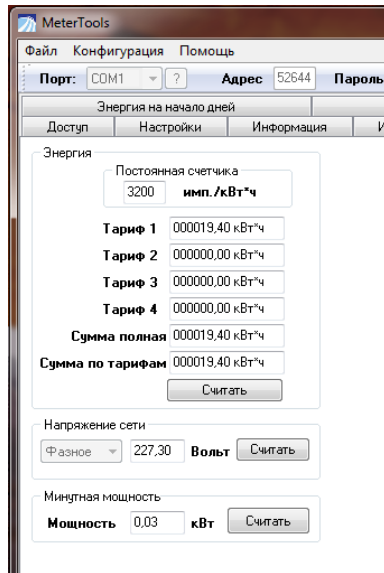 MeterTools
Файл Конфигурация Помощь
Порт: COM1 ? Адрес 52644 Пароль
Энергия на начало дней
Доступ Настройки Информация
Энергия
Постоянная счетчика
3200 имп./кВт*ч
Тариф 1 000019,40 кВт*ч
Тариф 2 000000,00 кВт*ч
Тариф 3 000000,00 кВт*ч
Тариф 4 000000,00 кВт*ч
Сумма полная 000019,40 кВт*ч
Сумма по тарифам 000019,40 кВт*ч
Считать
Напряжение сети
Фазное 227,30 Вольт Считать
Минутная мощность
Мощность 0,03 кВт Считать